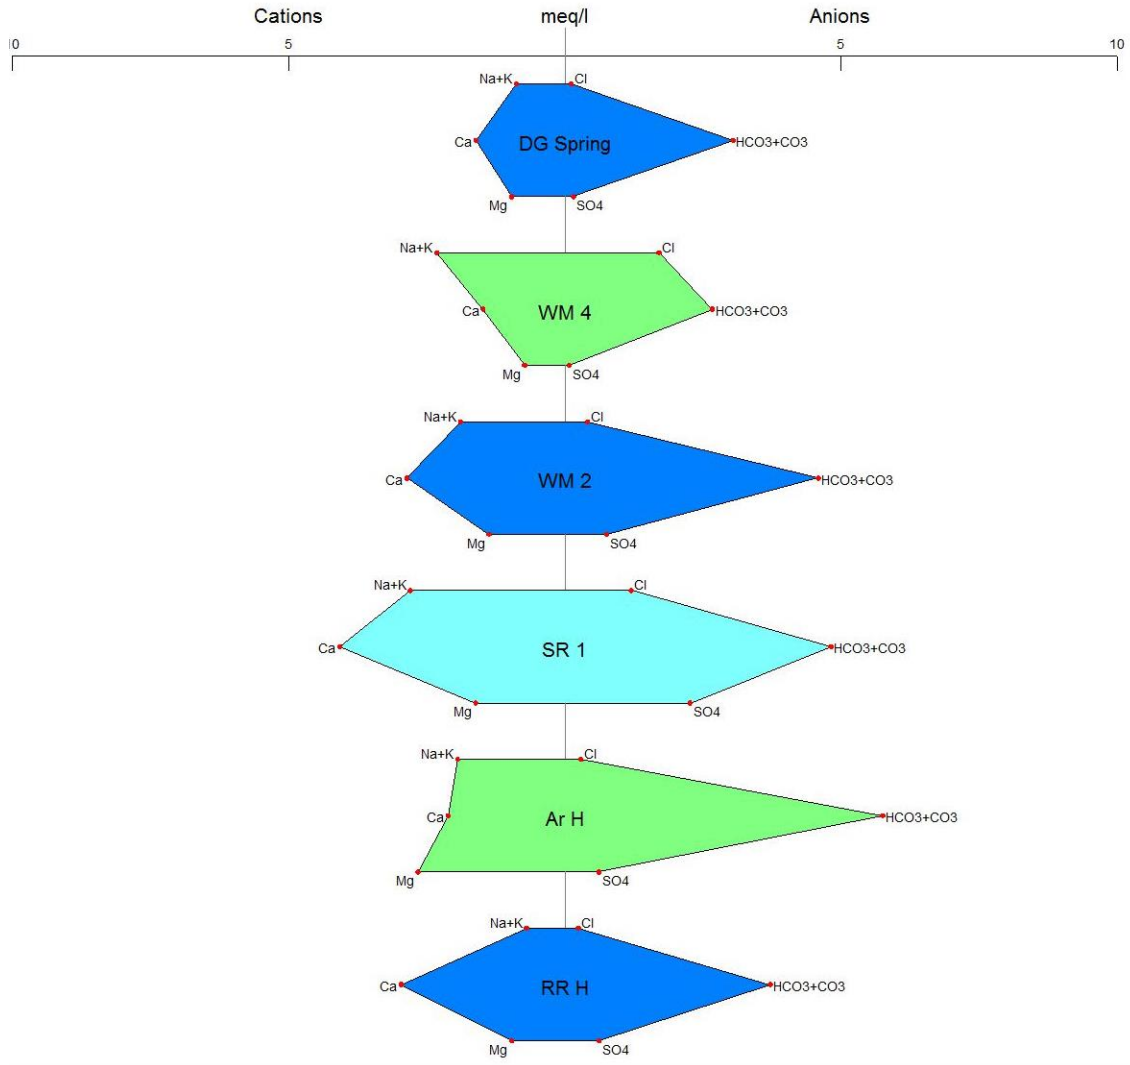 Cations meq/l Anions
10 5 5 10
Na+K Cl
Ca DG Spring HCO3+CO3
Mg SO4
Na+K Cl
Ca WM 4 HCO3+CO3
Mg SO4
Na+K Cl
Ca WM 2 HCO3+CO3
Mg SO4
Na+K Cl
Ca SR 1 HCO3+CO3
Mg SO4
Na+K Cl
Ca Ar H HCO3+CO3
Mg SO4
Na+K Cl
Ca RR H HCO3+CO3
Mg SO4